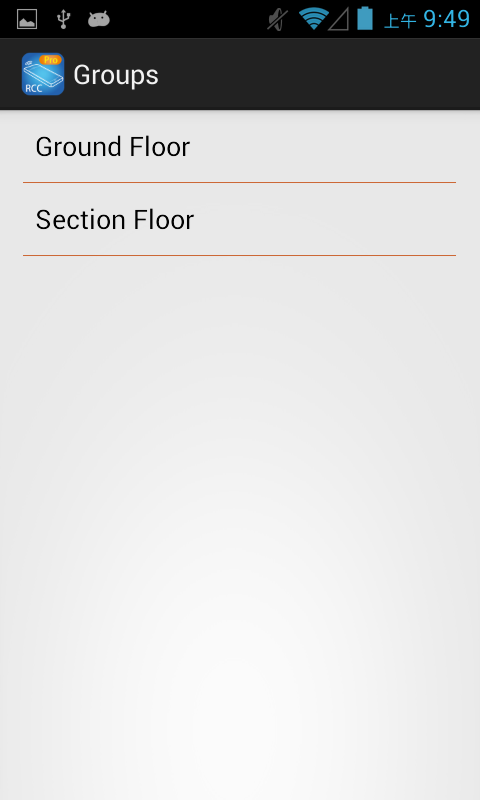 上午 9:49
Pro
RCC
Groups
Ground Floor
Section Floor